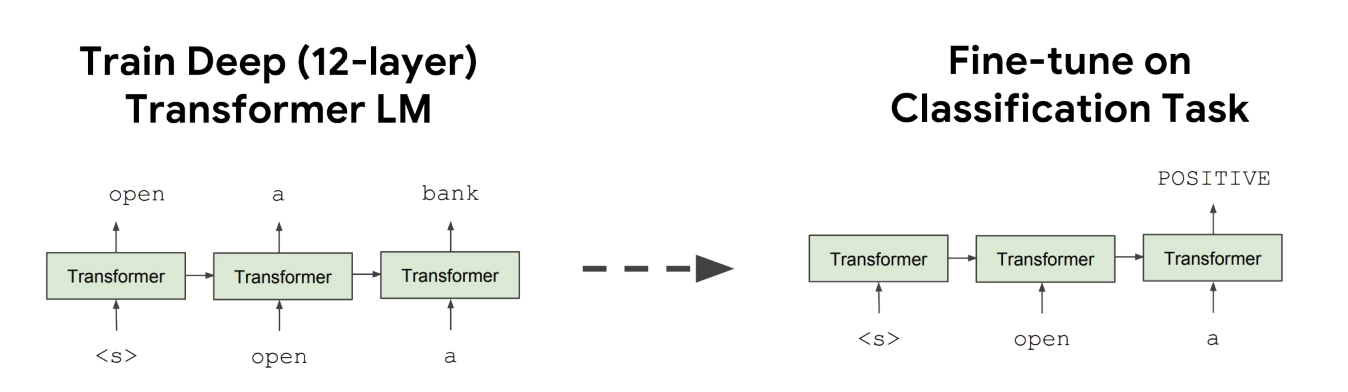 Train Deep (12-layer)
Transformer LM
open a bank
Transformer Transformer Transformer
<s> open a
Fine-tune on
Classification Task
POSITIVE
Transformer Transformer Transformer
<s> open a